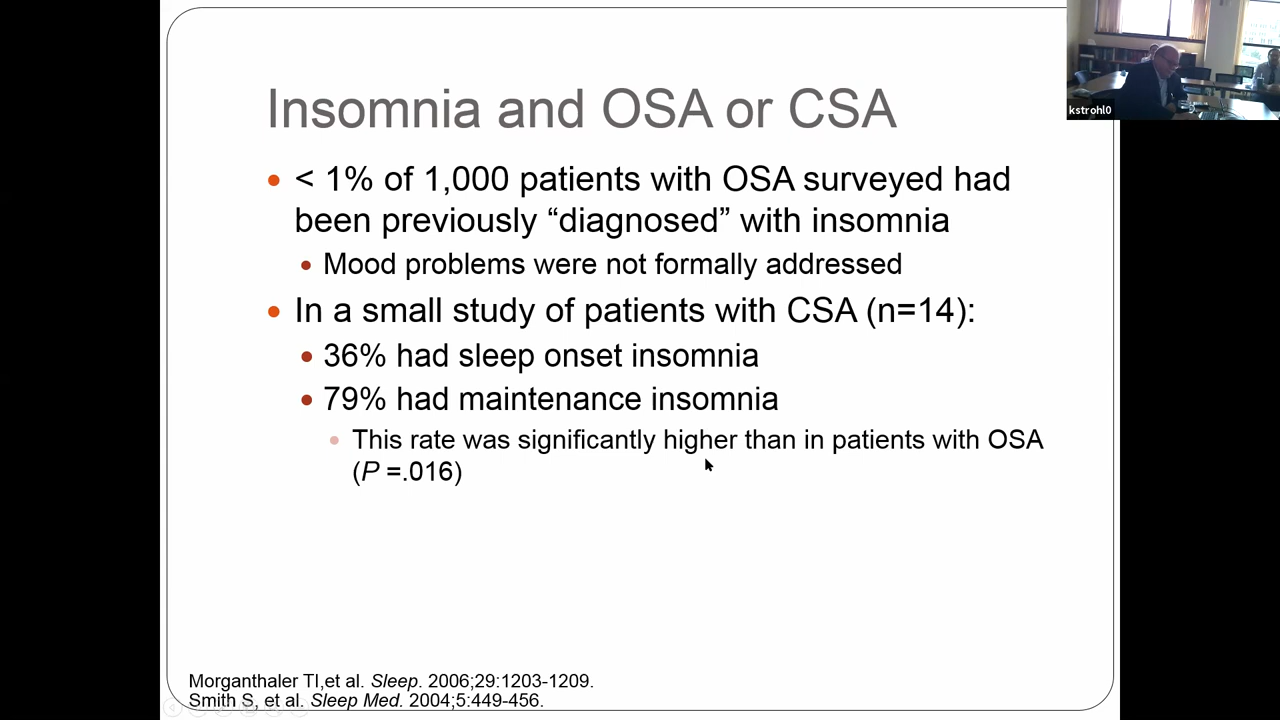 kstrohl0
Insomnia and OSA or CSA
• < 1% of 1,000 patients with OSA surveyed had
been previously “diagnosed” with insomnia
• Mood problems were not formally addressed
• In a small study of patients with CSA (n=14):
• 36% had sleep onset insomnia
• 79% had maintenance insomnia
• This rate was significantly higher than in patients with OSA
(P =.016)
Morganthaler TI,et al. Sleep. 2006;29:1203-1209.
Smith S, et al. Sleep Med. 2004;5:449-456.